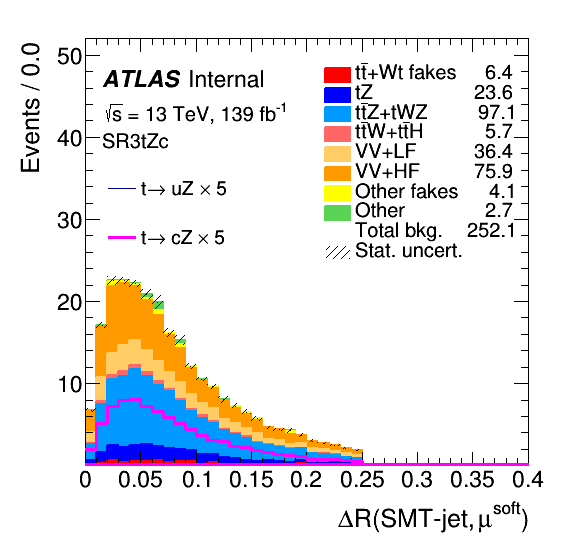 Events / 0.0
50
40
30
20
10
ATLAS Internal
√s = 13 TeV, 139 fb⁻¹
SR3tZc
t→ uZ × 5
t→ cZ × 5
tt̄+Wt fakes 6.4
tZ 23.6
tt̄Z+tWZ 97.1
tt̄W+tt̄H 5.7
VV+LF 36.4
VV+HF 75.9
Other fakes 4.1
Other 2.7
Total bkg. 252.1
Stat. uncert.
0 0.05 0.1 0.15 0.2 0.25 0.3 0.35 0.4
ΔR(SMT-jet, μ^soft)